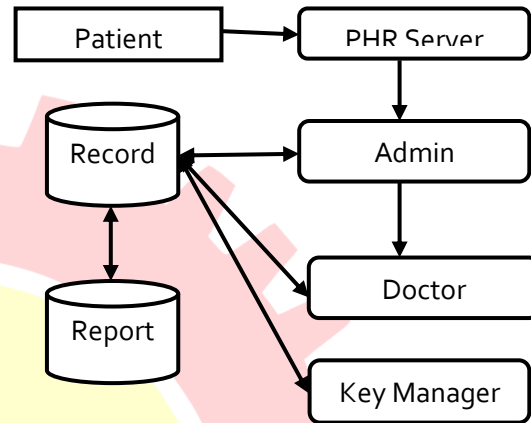 Patient
PHR Server
Record
Admin
Doctor
Report
Key Manager